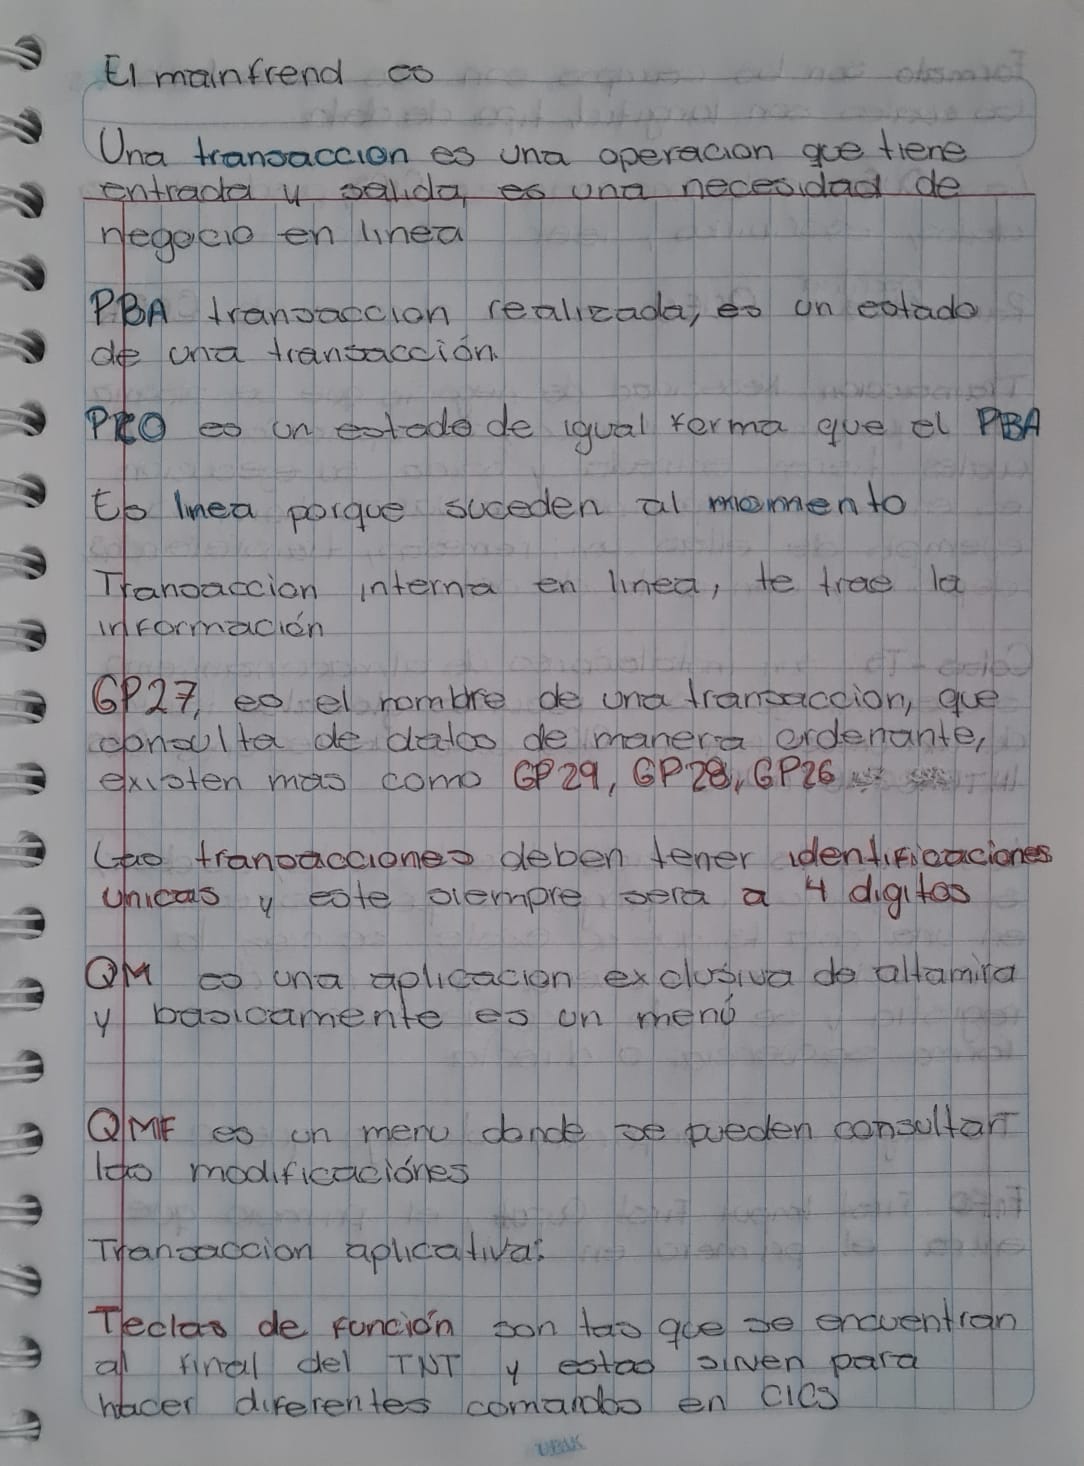 El mainfrend es
Una transaccion es una operacion que tiene
entrada y salida, es una necesidad de
negocio en linea
PBA transaccion realizada, es un estado
de una transacción.
es un estado de igual forma que el PBA
Es linea porque suceden al momento
Transaccion interna en linea, te trae la
información
GP27, es el nombre de una transaccion, que
consulta de datos de manera ordenante,
existen mas como GP29, GP28, GP26
Las transacciones deben tener identificaciones
unicas y este siempre sera a 4 digitos
QM es una aplicacion exclusiva de altamira
y basicamente es un menú
QMF es un menu donde se pueden consultar
las modificaciónes
Transaccion aplicativa:
Teclas de función son las que se encuentran
al final del TNT y estas sirven para
hacer diferentes comandos en CICS